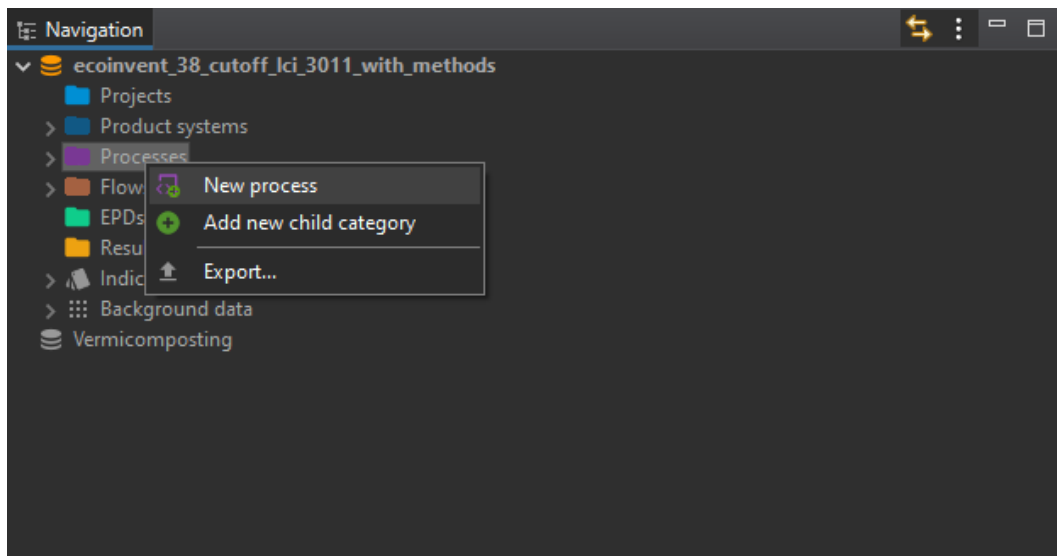 Navigation
ecoinvent_38_cutoff_lci_3011_with_methods
Projects
Product systems
Processes
New process
Flow
Add new child category
EPDs
Resu
Export...
Indic
Background data
Vermicomposting